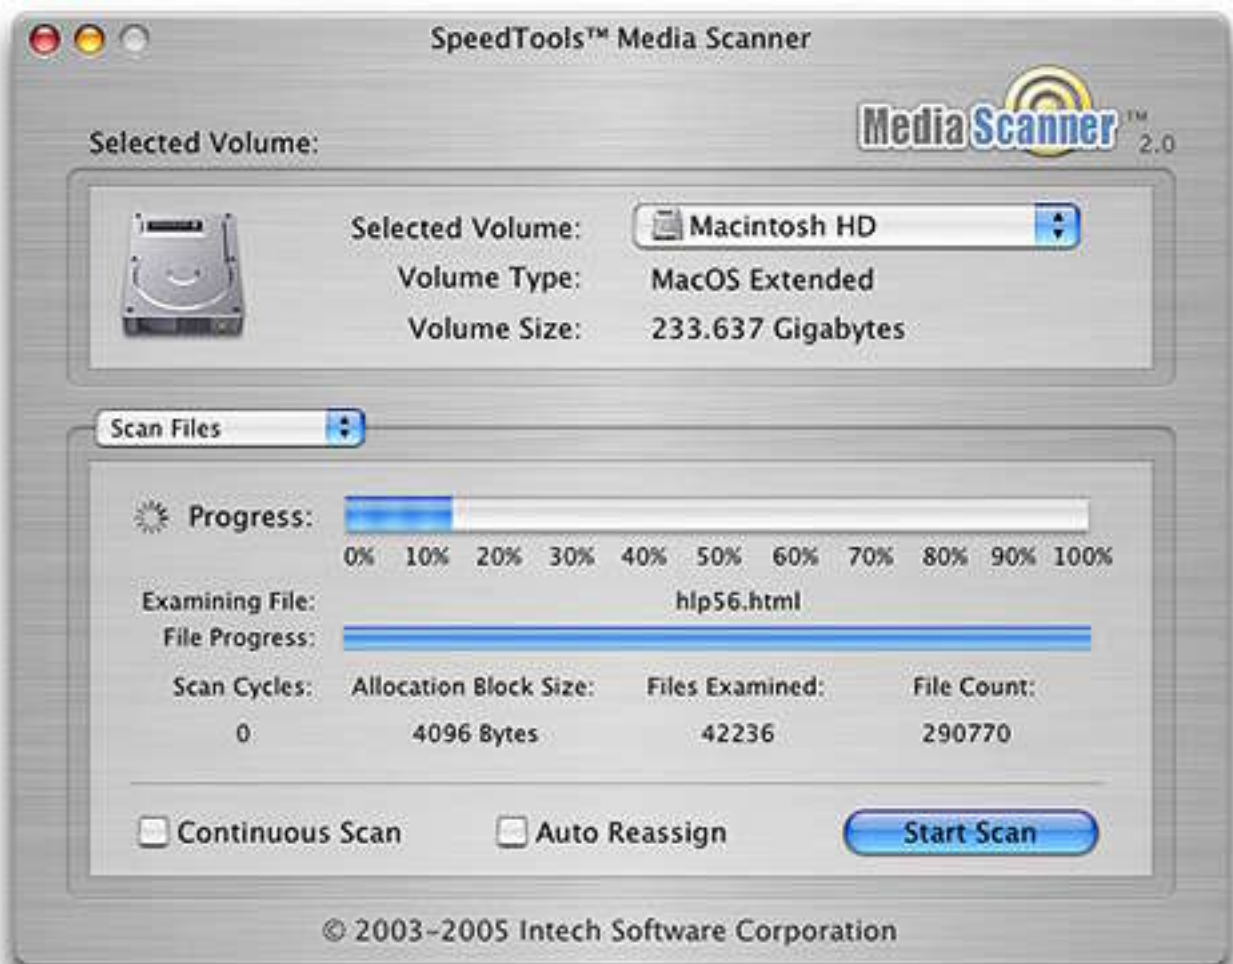 SpeedTools™ Media Scanner
Media Scanner™ 2.0
Selected Volume:
Selected Volume: Macintosh HD
Volume Type: MacOS Extended
Volume Size: 233.637 Gigabytes
Scan Files
Progress:
0% 10% 20% 30% 40% 50% 60% 70% 80% 90% 100%
Examining File: hlp56.html
File Progress:
Scan Cycles: Allocation Block Size: Files Examined: File Count:
0 4096 Bytes 42236 290770
Continuous Scan Auto Reassign Start Scan
© 2003-2005 Intech Software Corporation